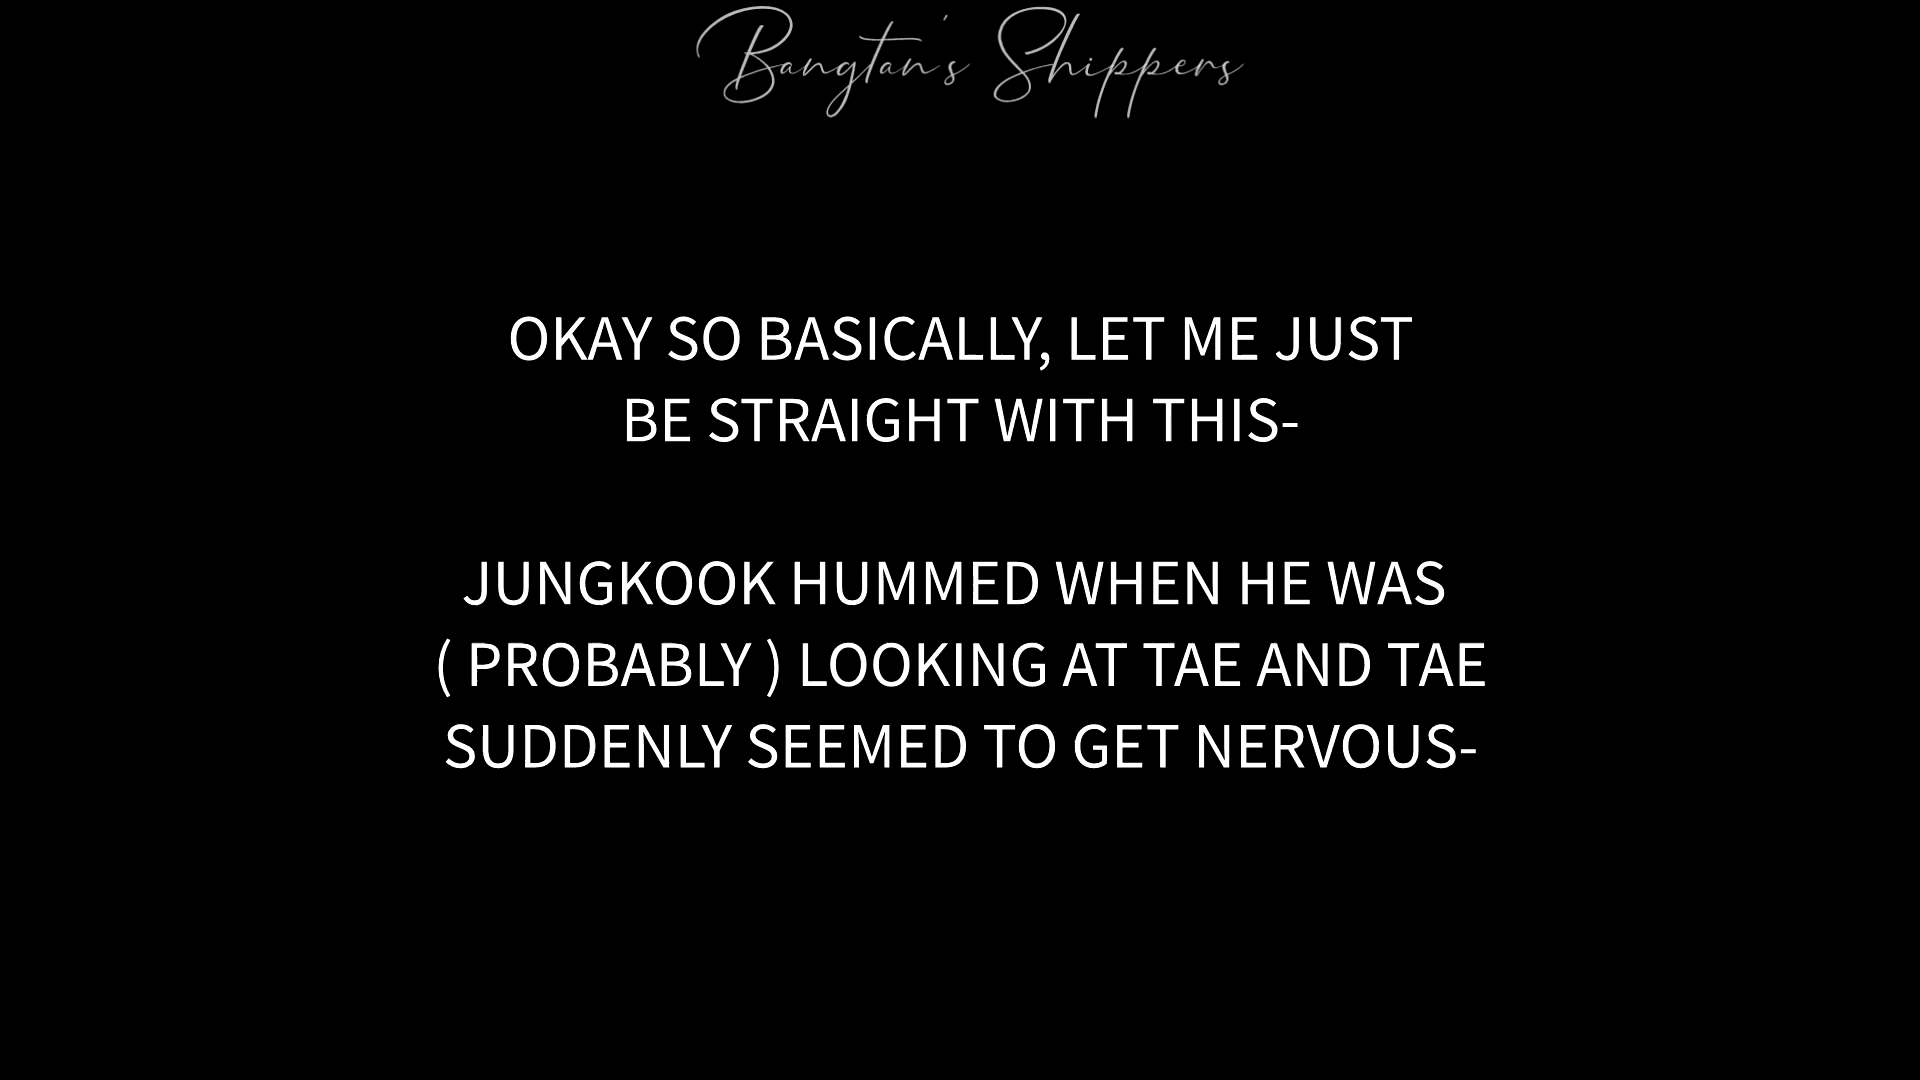 Bangtan's Shippers
OKAY SO BASICALLY, LET ME JUST
BE STRAIGHT WITH THIS-
JUNGKOOK HUMMED WHEN HE WAS
( PROBABLY ) LOOKING AT TAE AND TAE
SUDDENLY SEEMED TO GET NERVOUS-